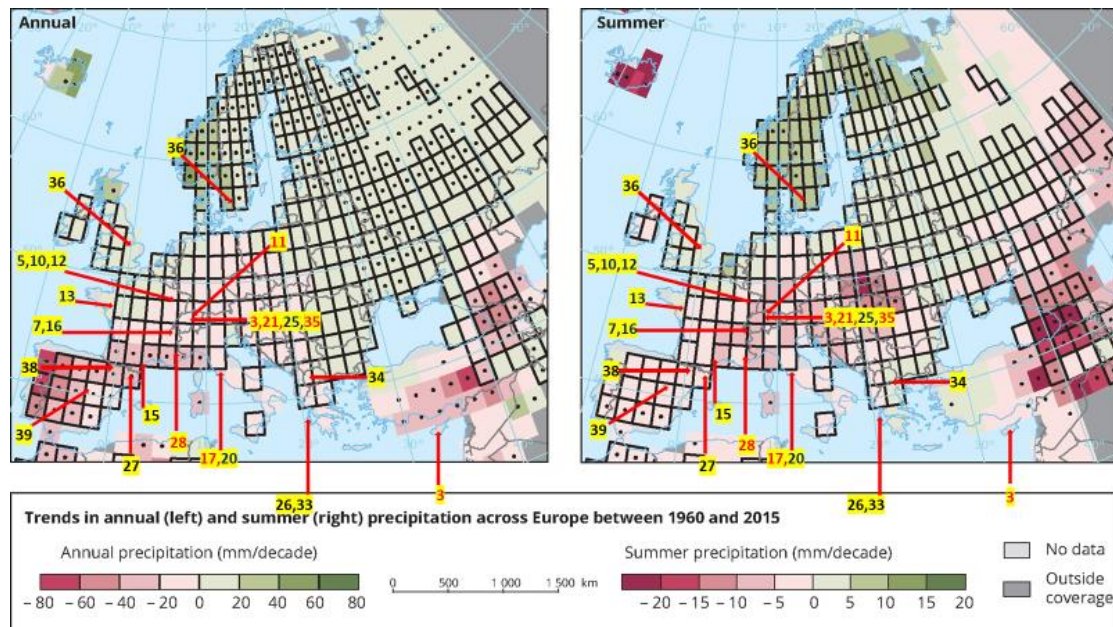 Annual
36
36
11
5,10,12
13
3,21,25,35
7,16
38
34
15
39
28
27
17,20
26,33
3
Summer
36
36
11
5,10,12
13
3,21,25,35
7,16
38
34
15
39
28
27
17,20
26,33
3
Trends in annual (left) and summer (right) precipitation across Europe between 1960 and 2015
Annual precipitation (mm/decade)
– 80 – 60 – 40 – 20 0 20 40 60 80
0 500 1 000 1 500 km
Summer precipitation (mm/decade)
– 20 – 15 – 10 – 5 0 5 10 15 20
No data
Outside
coverage